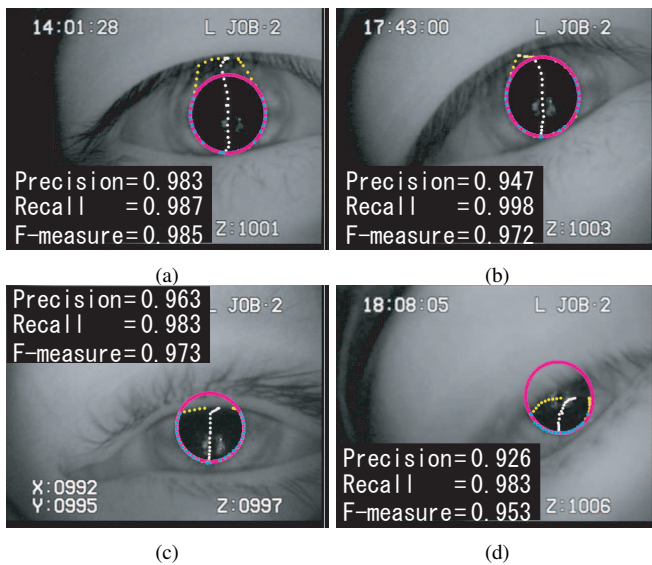 14:01:28 L JOB·2
Precision=0.983
Recall =0.987
F-measure=0.985 Z:1001
(a)
17:43:00 L JOB·2
Precision=0.947
Recall =0.998
F-measure=0.972 Z:1003
(b)
Precision=0.963
Recall =0.983
F-measure=0.973
L JOB·2
X:0992
Y:0995 Z:0997
(c)
18:08:05 L JOB·2
Precision=0.926
Recall =0.983
F-measure=0.953 Z:1006
(d)